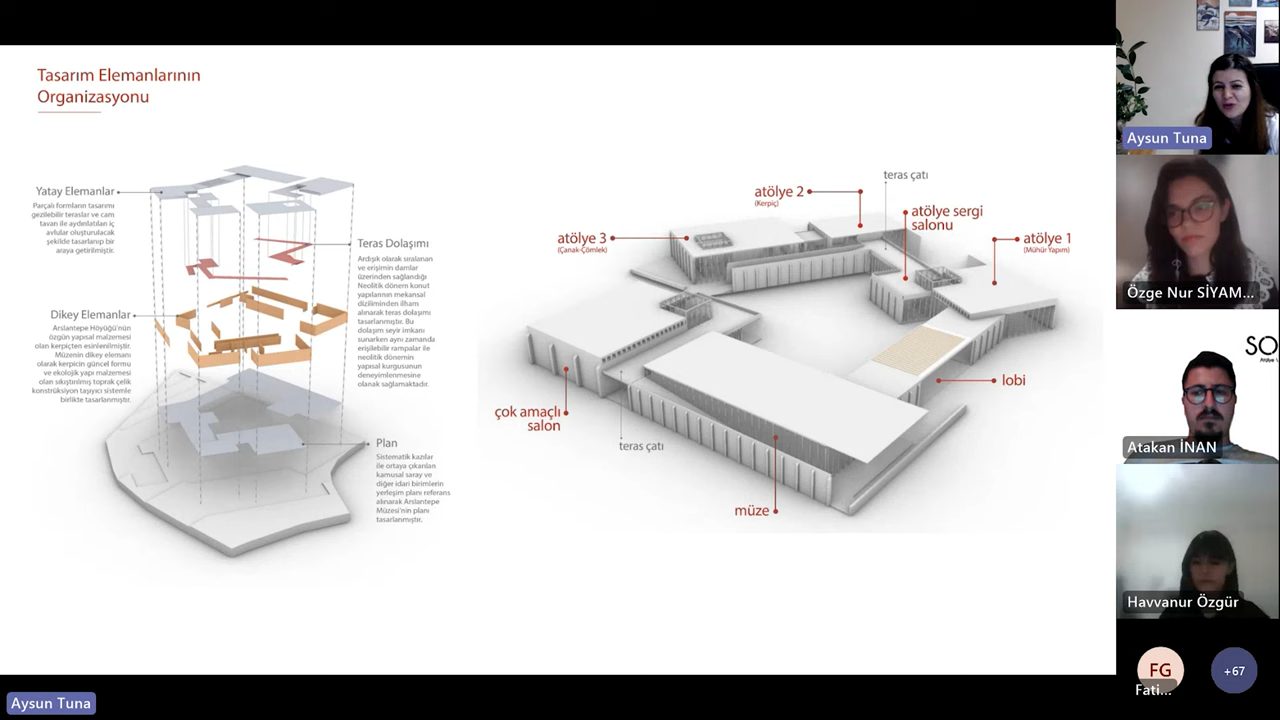 Tasarım Elemanlarının
Organizasyonu
Yatay Elemanlar
Parçalı formların tasarımı
gezilebilir teraslar ve cam
tavan ile aydınlatılan iç
avlular oluşturulacak
şekilde tasarlanıp bir
araya getirilmiştir.
Teras Dolaşımı
Ardışık olarak sıralanan
ve erişimin damlar
üzerinden sağlandığı
Neolitik dönem konut
yapılarının mekansal
diziliminden ilham
alınarak teras dolaşımı
tasarlanmıştır. Bu
dolaşım seyir imkanı
sunarken aynı zamanda
erişilebilir rampalar ile
neolitik dönemin
yapısal kurgusunun
deneyimlenmesine
olanak sağlamaktadır.
Dikey Elemanlar
Arslantepe Höyüğü'nün
özgün yapısal malzemesi
olan kerpiçten esinlenilmiştir.
Müzenin dikey elemanı
olarak kerpicin güncel formu
ve ekolojik yapı malzemesi
olan sıkıştırılmış toprak çelik
konstrüksiyon taşıyıcı sistemle
birlikte tasarlanmıştır.
Plan
Sistematik kazılar
ile ortaya çıkarılan
kamusal saray ve
diğer idari birimlerin
yerleşim planı referans
alınarak Arslantepe
Müzesi'nin planı
tasarlanmıştır.
teras çatı
atölye 2
(Kerpiç)
atölye sergi
salonu
atölye 3
(Çanak-Çömlek)
atölye 1
(Mühür Yapım)
lobi
çok amaçlı
salon
teras çatı
müze
Aysun Tuna
Özge Nur SİYAM...
SO
Atakan İNAN
Havvanur Özgür
FG
Fati...
+67
Aysun Tuna